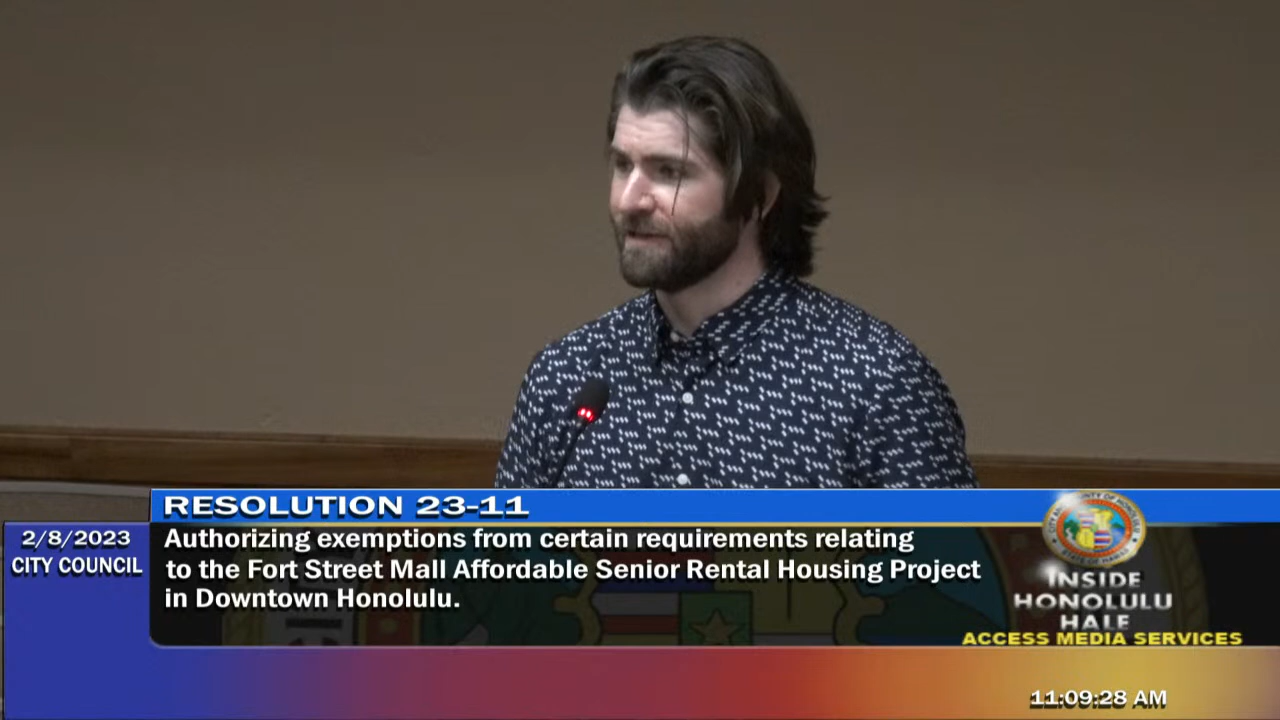 RESOLUTION 23-11
2/8/2023
CITY COUNCIL
Authorizing exemptions from certain requirements relating
to the Fort Street Mall Affordable Senior Rental Housing Project
in Downtown Honolulu.
INSIDE
HONOLULU
HALE
ACCESS MEDIA SERVICES
11:09:28 AM